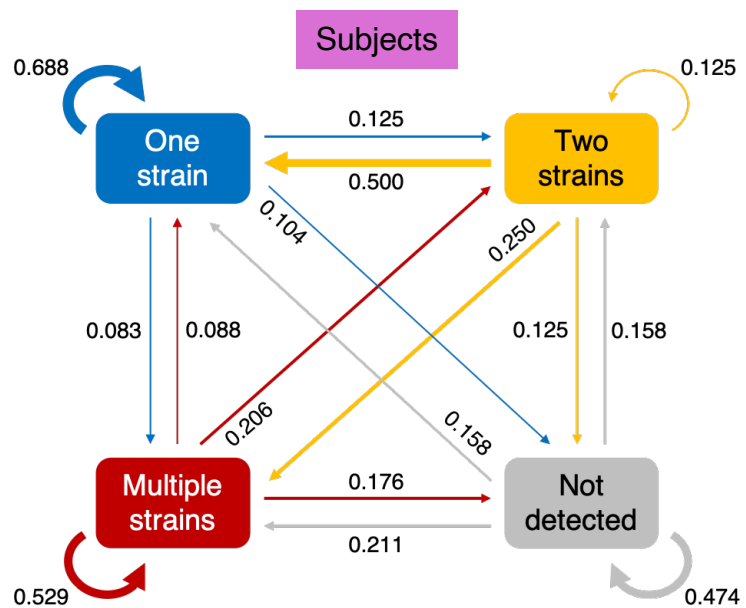 Subjects
0.688
0.125
One
strain
0.125
Two
strains
0.500
0.104
0.250
0.083
0.088
0.125
0.158
0.206
0.158
Multiple
strains
0.176
Not
detected
0.211
0.529
0.474